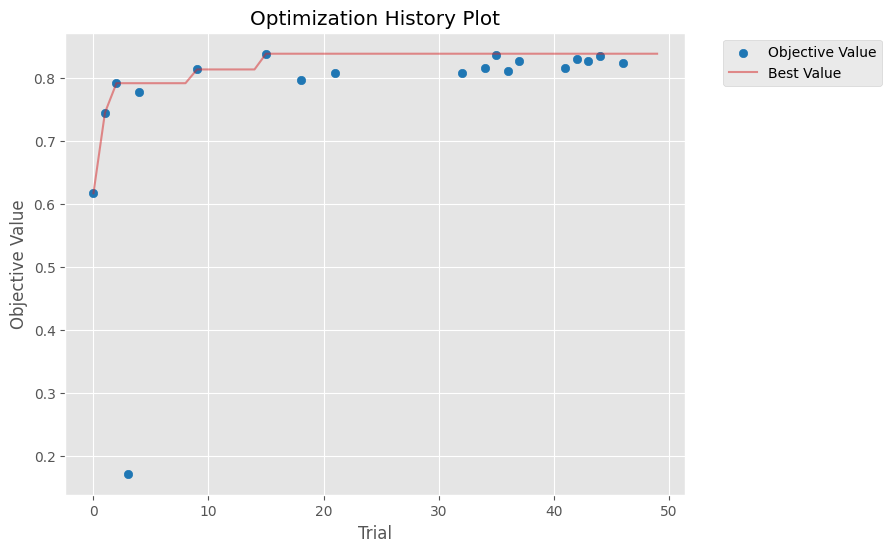 Optimization History Plot
Objective Value
Best Value
Objective Value
0.8
0.7
0.6
0.5
0.4
0.3
0.2
0 10 20 30 40 50
Trial